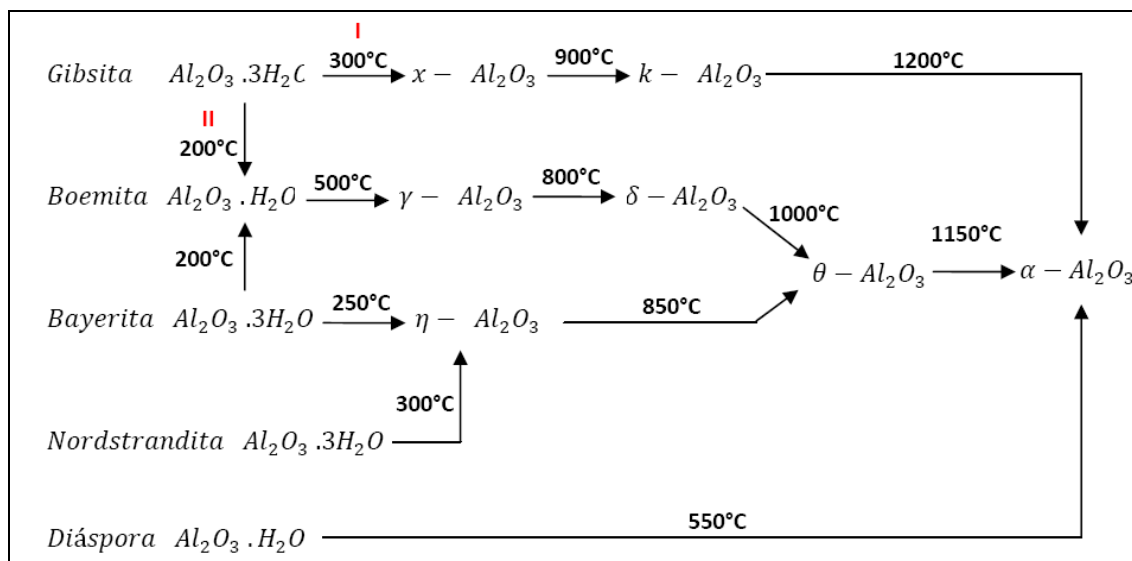 I
Gibsita Al₂O₃ .3H₂O 300°C x − Al₂O₃ 900°C k − Al₂O₃ 1200°C
II
200°C
Boemita Al₂O₃ .H₂O 500°C γ − Al₂O₃ 800°C δ − Al₂O₃
1000°C
200°C
1150°C
θ − Al₂O₃ α − Al₂O₃
Bayerita Al₂O₃ .3H₂O 250°C η − Al₂O₃ 850°C
300°C
Nordstrandita Al₂O₃ .3H₂O
Diáspora Al₂O₃ .H₂O 550°C